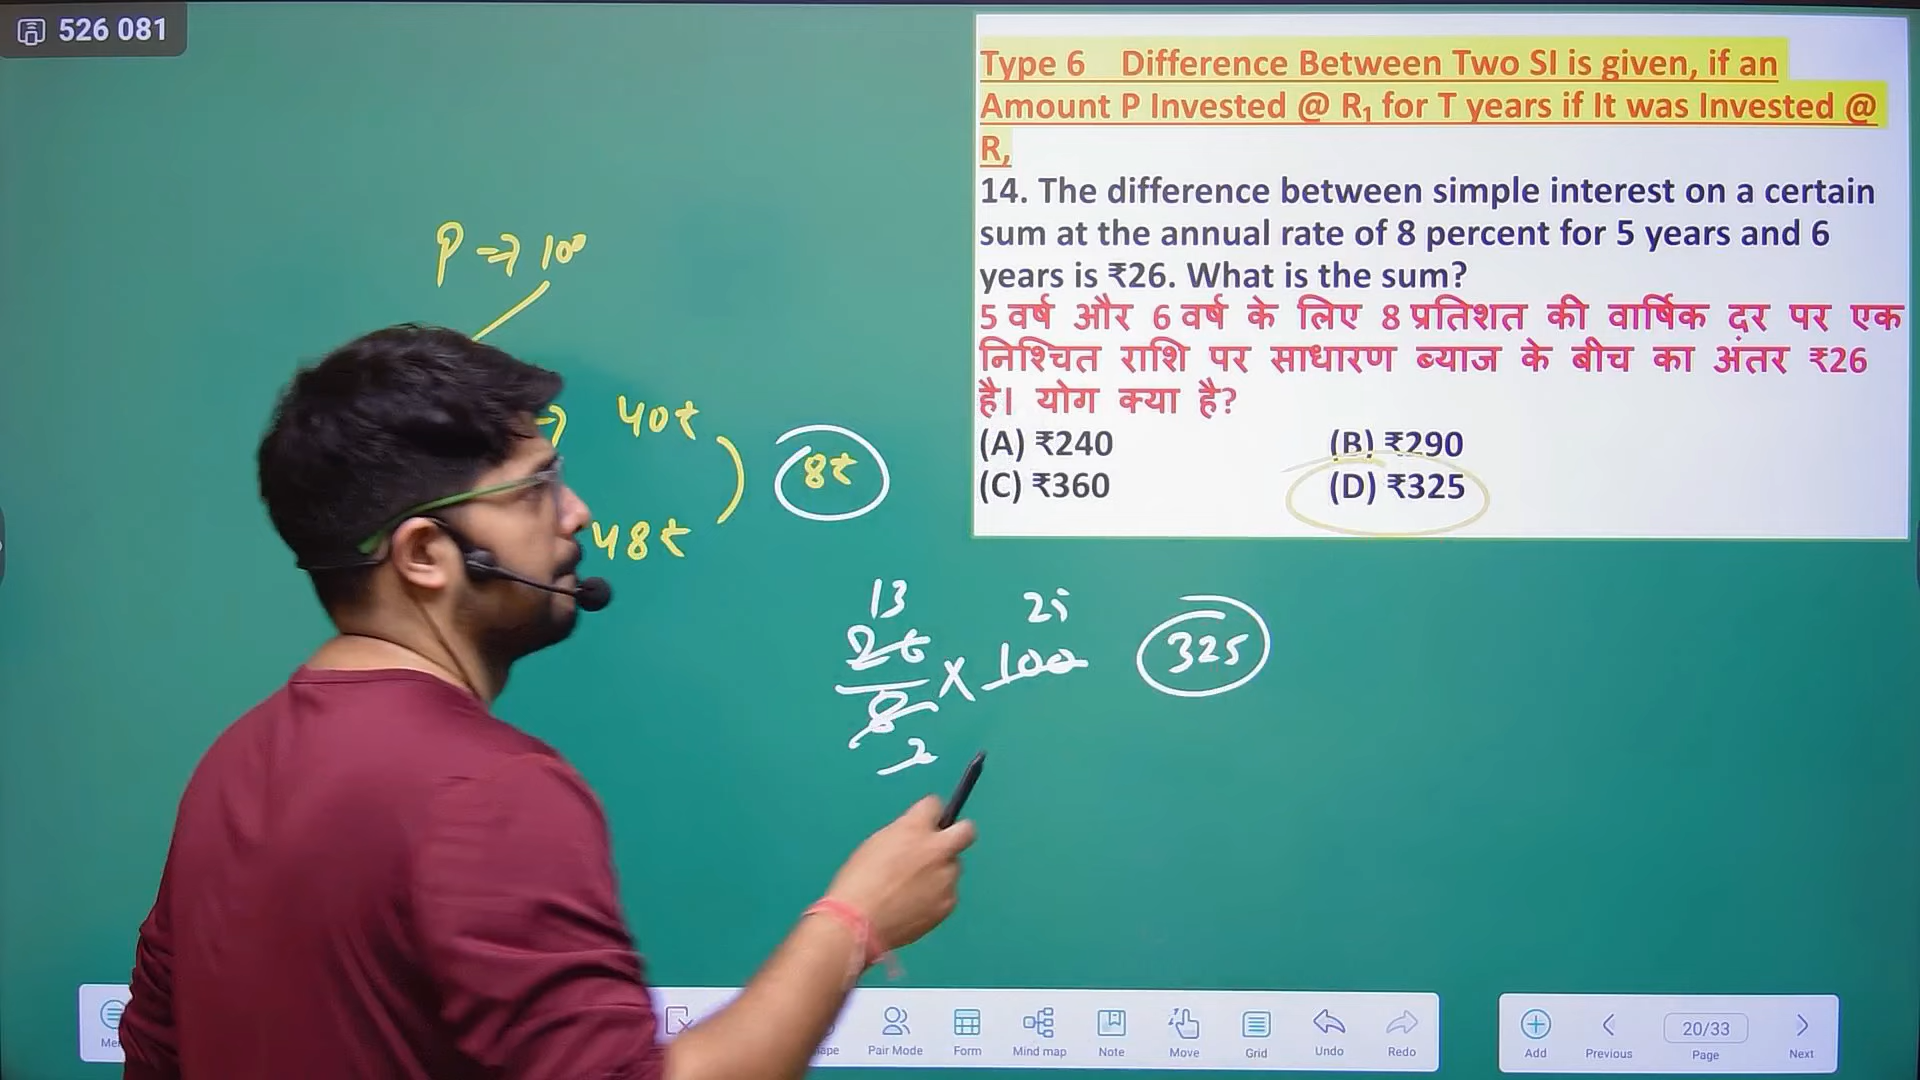 526 081
Type 6 Difference Between Two SI is given, if an
Amount P Invested @ R₁ for T years if It was Invested @
R,
14. The difference between simple interest on a certain
sum at the annual rate of 8 percent for 5 years and 6
years is ₹26. What is the sum?
5 वर्ष और 6 वर्ष के लिए 8 प्रतिशत की वार्षिक दर पर एक
निश्चित राशि पर साधारण ब्याज के बीच का अंतर ₹26
है। योग क्या है?
(A) ₹240 (B) ₹290
(C) ₹360 (D) ₹325
P ⇒ 100
40₹
8₹
48₹
13 25
26 × 100 325
8
2
Pair Mode Form Mind map Note Move Grid Undo Redo
Add Previous 20/33 Page Next